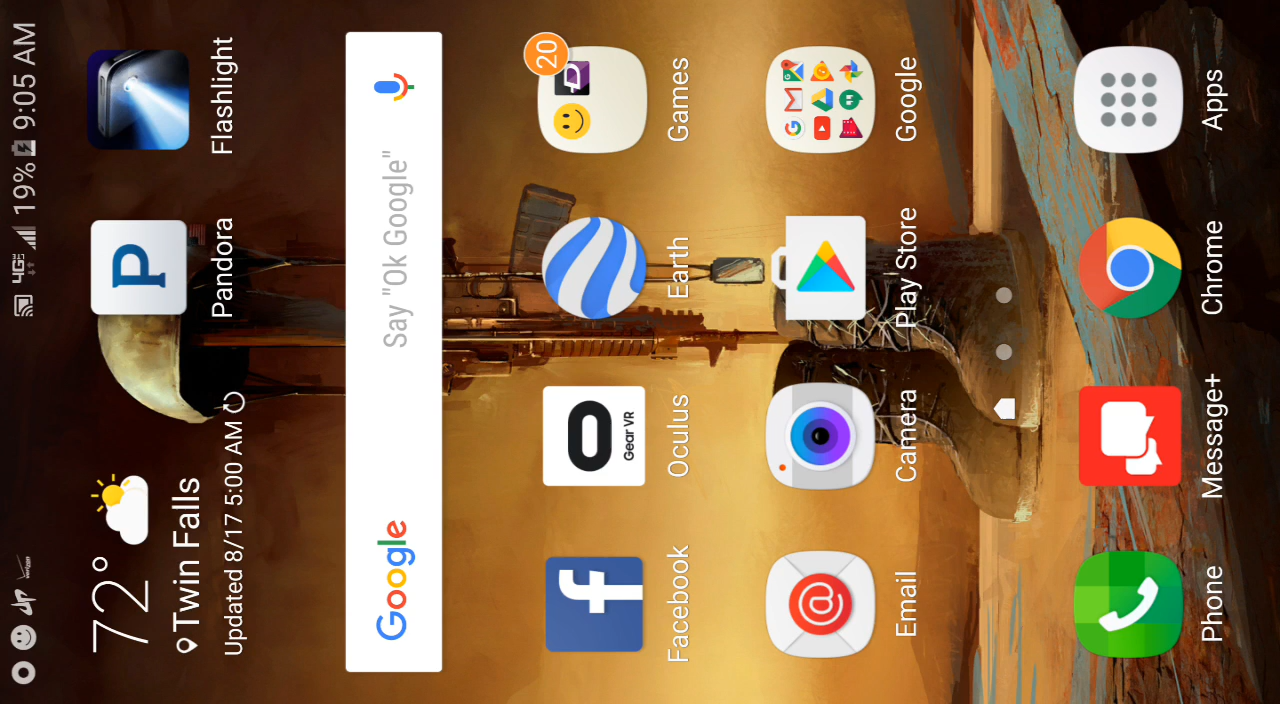 4G 19% 9:05 AM
72°
Twin Falls
Updated 8/17 5:00 AM
P
Pandora
Flashlight
Google
Say "Ok Google"
f
Facebook
Gear VR
Oculus
Earth
20
Games
@
Email
Camera
Play Store
G
Google
Phone
Message+
Chrome
Apps